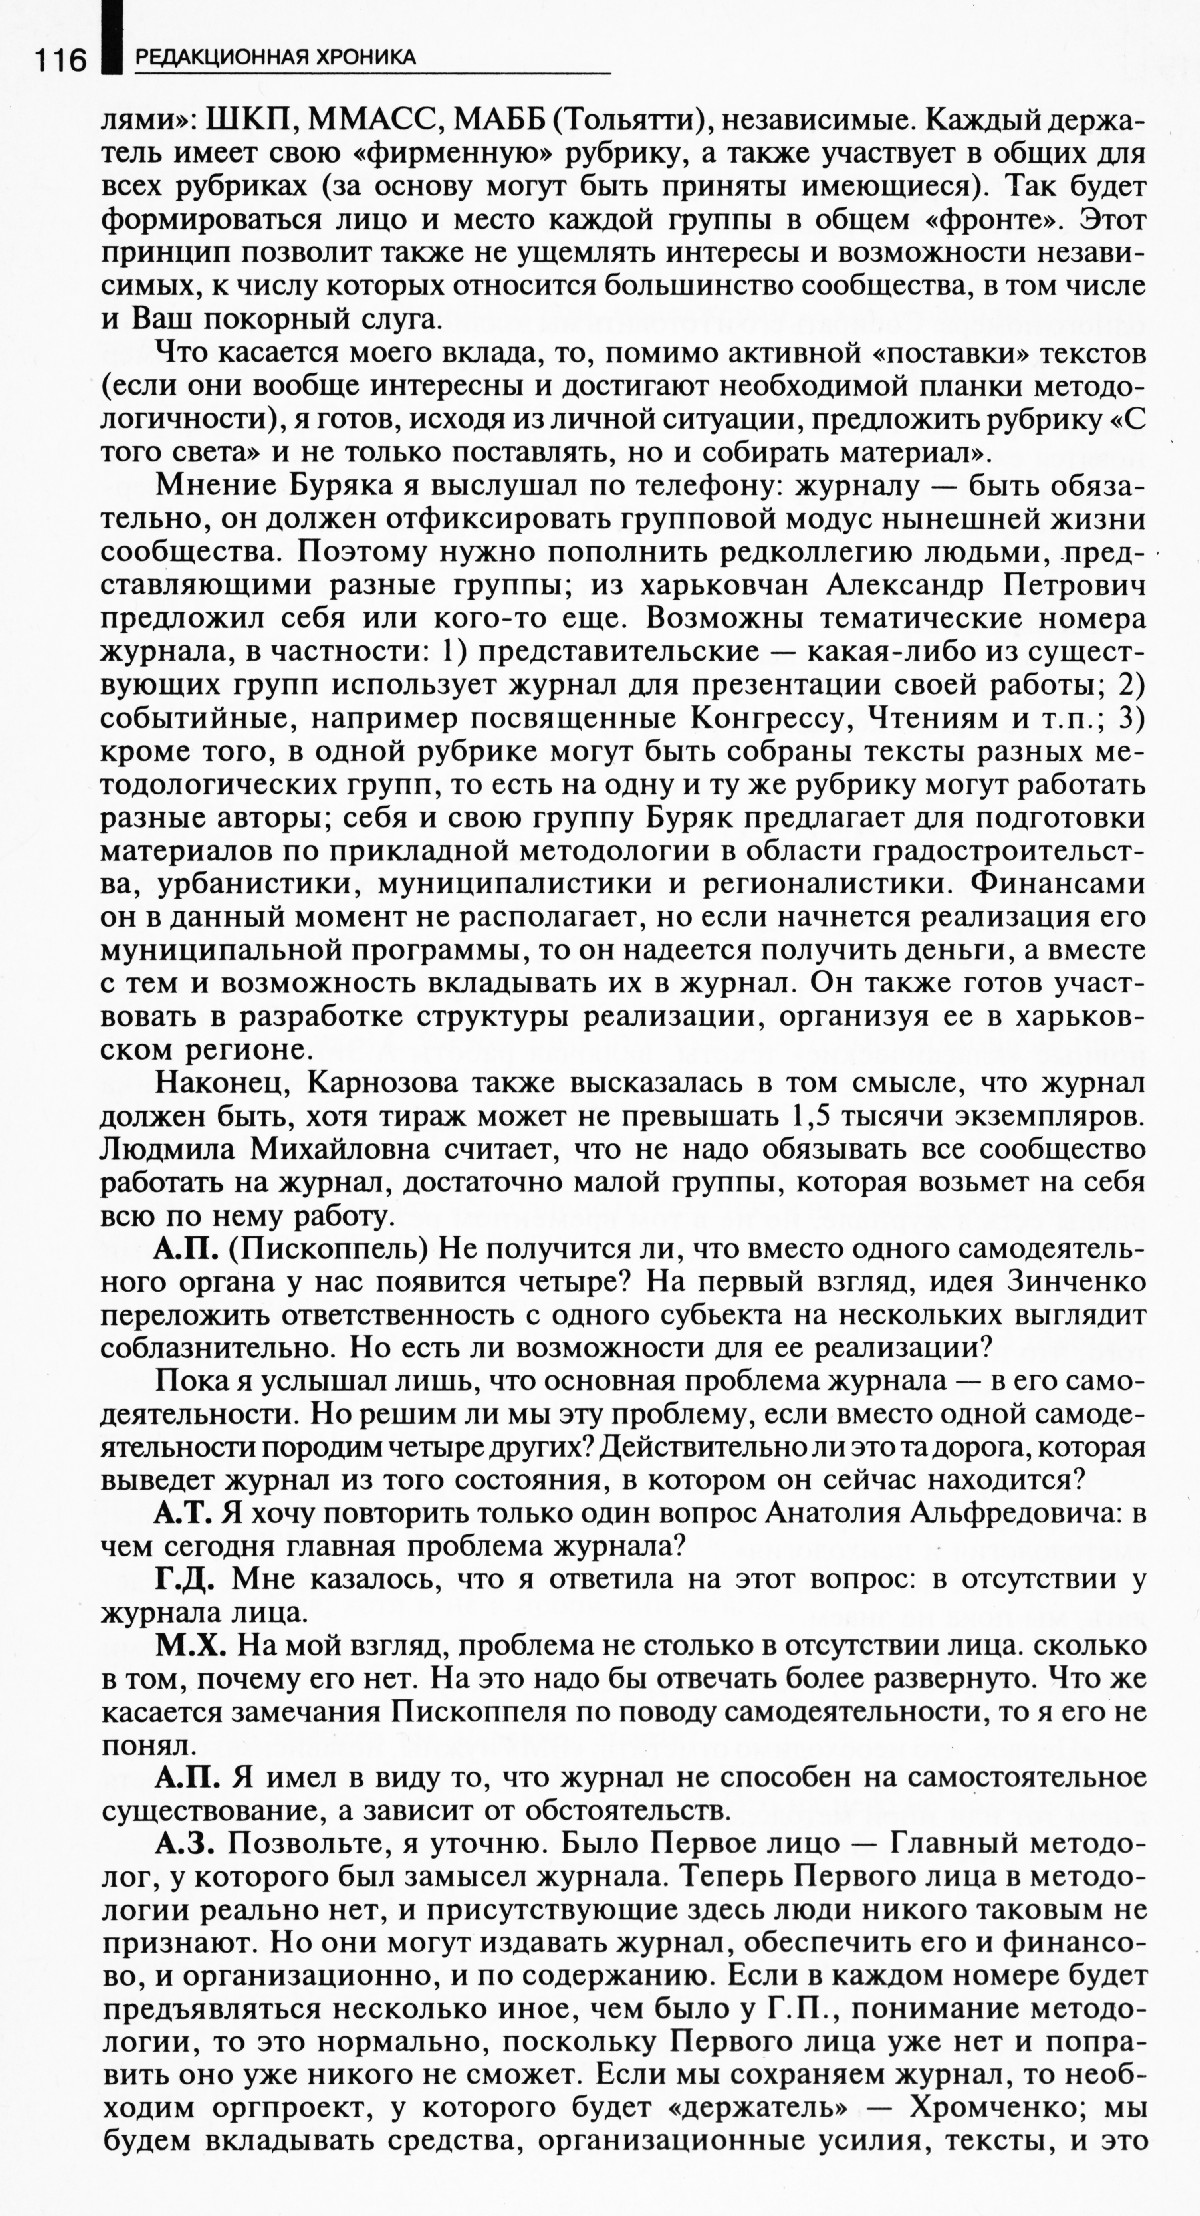 116
РЕДАКЦИОННАЯ ХРОНИКА
лями»: ШКП, ММАСС, МАББ (Тольятти), независимые. Каждый держа-
тель имеет свою «фирменную» рубрику, а также участвует в общих для
всех рубриках (за основу могут быть приняты имеющиеся). Так будет
формироваться лицо и место каждой группы в общем «фронте». Этот
принцип позволит также не ущемлять интересы и возможности незави-
симых, к числу которых относится большинство сообщества, в том числе
и Ваш покорный слуга.
Что касается моего вклада, то, помимо активной «поставки» текстов
(если они вообще интересны и достигают необходимой планки методо-
логичности), я готов, исходя из личной ситуации, предложить рубрику «С
того света» и не только поставлять, но и собирать материал».
Мнение Буряка я выслушал по телефону: журналу — быть обяза-
тельно, он должен отфиксировать групповой модус нынешней жизни
сообщества. Поэтому нужно пополнить редколлегию людьми, пред-
ставляющими разные группы; из харьковчан Александр Петрович
предложил себя или кого-то еще. Возможны тематические номера
журнала, в частности: 1) представительские — какая-либо из сущест-
вующих групп использует журнал для презентации своей работы; 2)
событийные, например посвященные Конгрессу, Чтениям и т.п.; 3)
кроме того, в одной рубрике могут быть собраны тексты разных ме-
тодологических групп, то есть на одну и ту же рубрику могут работать
разные авторы; себя и свою группу Буряк предлагает для подготовки
материалов по прикладной методологии в области градостроительст-
ва, урбанистики, муниципалистики и регионалистики. Финансами
он в данный момент не располагает, но если начнется реализация его
муниципальной программы, то он надеется получить деньги, а вместе
с тем и возможность вкладывать их в журнал. Он также готов участ-
вовать в разработке структуры реализации, организуя ее в харьков-
ском регионе.
Наконец, Карнозова также высказалась в том смысле, что журнал
должен быть, хотя тираж может не превышать 1,5 тысячи экземпляров.
Людмила Михайловна считает, что не надо обязывать все сообщество
работать на журнал, достаточно малой группы, которая возьмет на себя
всю по нему работу.
А.П. (Пископпель) Не получится ли, что вместо одного самодеятель-
ного органа у нас появится четыре? На первый взгляд, идея Зинченко
переложить ответственность с одного субьекта на нескольких выглядит
соблазнительно. Но есть ли возможности для ее реализации?
Пока я услышал лишь, что основная проблема журнала — в его само-
деятельности. Но решим ли мы эту проблему, если вместо одной самоде-
ятельности породим четыре других? Действительно ли это та дорога, которая
выведет журнал из того состояния, в котором он сейчас находится?
А.Т. Я хочу повторить только один вопрос Анатолия Альфредовича: в
чем сегодня главная проблема журнала?
Г.Д. Мне казалось, что я ответила на этот вопрос: в отсутствии у
журнала лица.
М.Х. На мой взгляд, проблема не столько в отсутствии лица. сколько
в том, почему его нет. На это надо бы отвечать более развернуто. Что же
касается замечания Пископпеля по поводу самодеятельности, то я его не
понял.
А.П. Я имел в виду то, что журнал не способен на самостоятельное
существование, а зависит от обстоятельств.
А.З. Позвольте, я уточню. Было Первое лицо — Главный методо-
лог, у которого был замысел журнала. Теперь Первого лица в методо-
логии реально нет, и присутствующие здесь люди никого таковым не
признают. Но они могут издавать журнал, обеспечить его и финансо-
во, и организационно, и по содержанию. Если в каждом номере будет
предъявляться несколько иное, чем было у Г.П., понимание методо-
логии, то это нормально, поскольку Первого лица уже нет и попра-
вить оно уже никого не сможет. Если мы сохраняем журнал, то необ-
ходим оргпроект, у которого будет «держатель» — Хромченко; мы
будем вкладывать средства, организационные усилия, тексты, и это